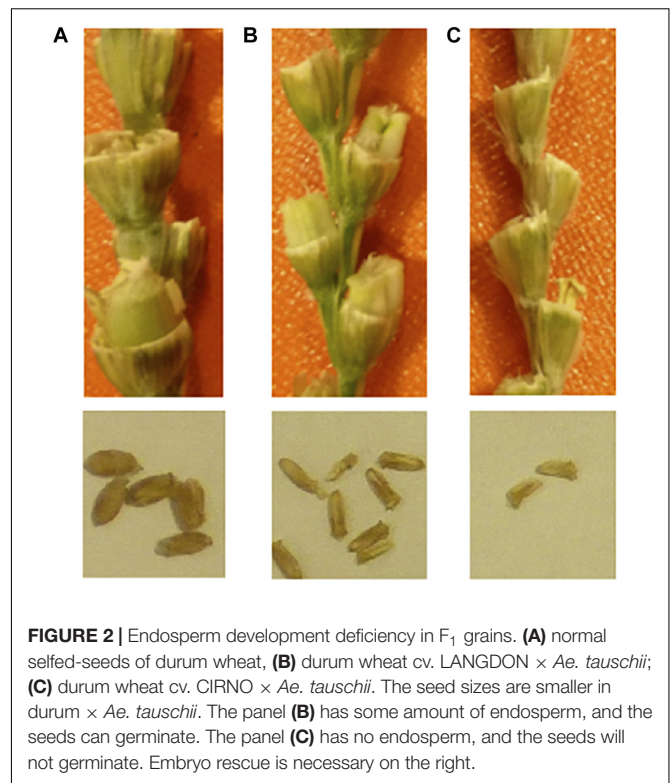 A
B
C
FIGURE 2 | Endosperm development deficiency in F1 grains. (A) normal
selfed-seeds of durum wheat, (B) durum wheat cv. LANGDON × Ae. tauschii;
(C) durum wheat cv. CIRNO × Ae. tauschii. The seed sizes are smaller in
durum × Ae. tauschii. The panel (B) has some amount of endosperm, and the
seeds can germinate. The panel (C) has no endosperm, and the seeds will
not germinate. Embryo rescue is necessary on the right.